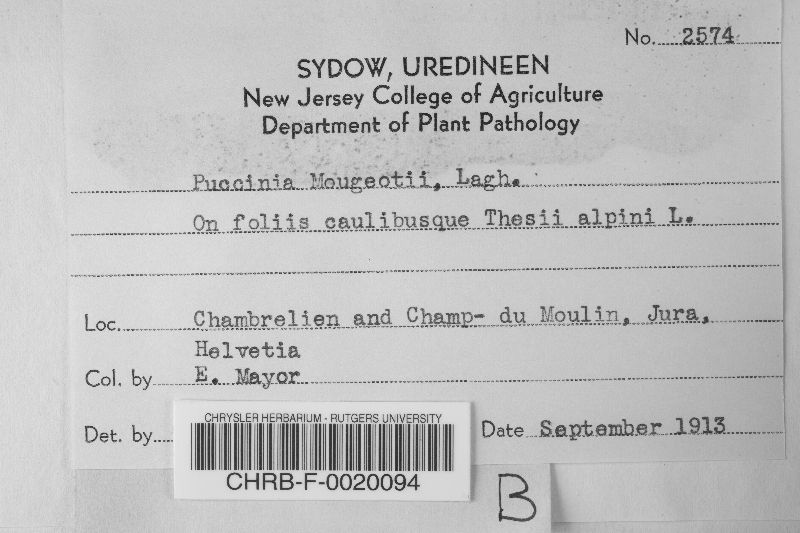 No. 2574
SYDOW, UREDINEEN
New Jersey College of Agriculture
Department of Plant Pathology
Puccinia Mougeotii, Lagh.
On foliis caulibusque Thesii alpini L.
Loc. Chambrelien and Champ- du Moulin, Jura,
Helvetia
Col. by E. Mayor
Det. by Date September 1913
CHRYSLER HERBARIUM - RUTGERS UNIVERSITY
CHRB-F-0020094
B